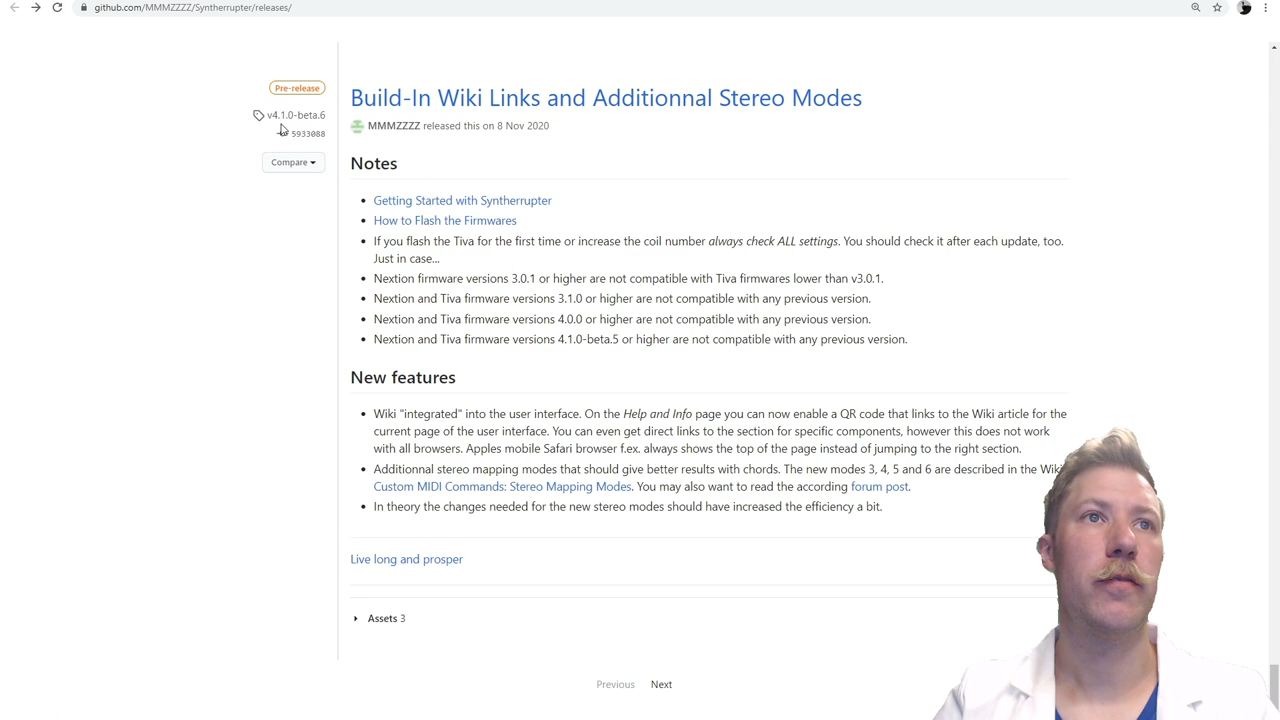 github.com/MMMZZZZ/Syntherrupter/releases/
Pre-release
v4.1.0-beta.6
5933088
Compare
Build-In Wiki Links and Additionnal Stereo Modes
MMMZZZZ released this on 8 Nov 2020
Notes
Getting Started with Syntherrupter
How to Flash the Firmwares
If you flash the Tiva for the first time or increase the coil number always check ALL settings. You should check it after each update, too.
Just in case...
Nextion firmware versions 3.0.1 or higher are not compatible with Tiva firmwares lower than v3.0.1.
Nextion and Tiva firmware versions 3.1.0 or higher are not compatible with any previous version.
Nextion and Tiva firmware versions 4.0.0 or higher are not compatible with any previous version.
Nextion and Tiva firmware versions 4.1.0-beta.5 or higher are not compatible with any previous version.
New features
Wiki "integrated" into the user interface. On the Help and Info page you can now enable a QR code that links to the Wiki article for the
current page of the user interface. You can even get direct links to the section for specific components, however this does not work
with all browsers. Apples mobile Safari browser f.ex. always shows the top of the page instead of jumping to the right section.
Additionnal stereo mapping modes that should give better results with chords. The new modes 3, 4, 5 and 6 are described in the Wiki
Custom MIDI Commands: Stereo Mapping Modes. You may also want to read the according forum post.
In theory the changes needed for the new stereo modes should have increased the efficiency a bit.
Live long and prosper
Assets 3
Previous Next